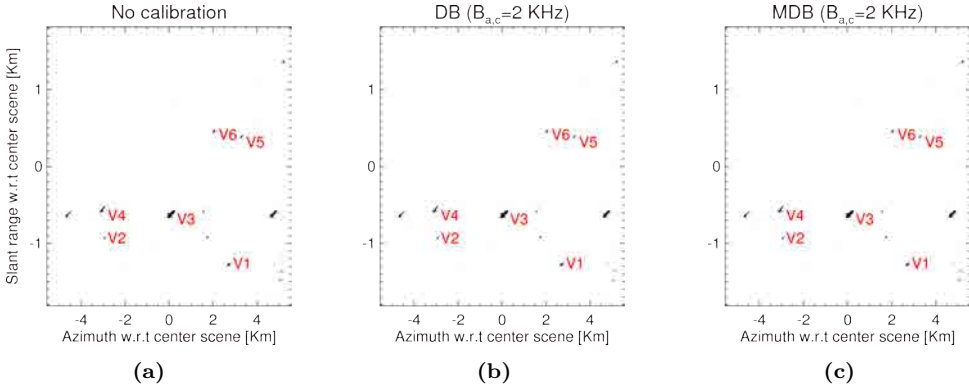 No calibration
DB (Ba,c=2 KHz)
MDB (Ba,c=2 KHz)
Slant range w.r.t center scene [Km]
1
0
-1
V6
V5
V4
V3
V2
V1
-4 -2 0 2 4
Azimuth w.r.t center scene [Km]
1
0
-1
V6
V5
V4
V3
V2
V1
-4 -2 0 2 4
Azimuth w.r.t center scene [Km]
1
0
-1
V6
V5
V4
V3
V2
V1
-4 -2 0 2 4
Azimuth w.r.t center scene [Km]
(a)
(b)
(c)